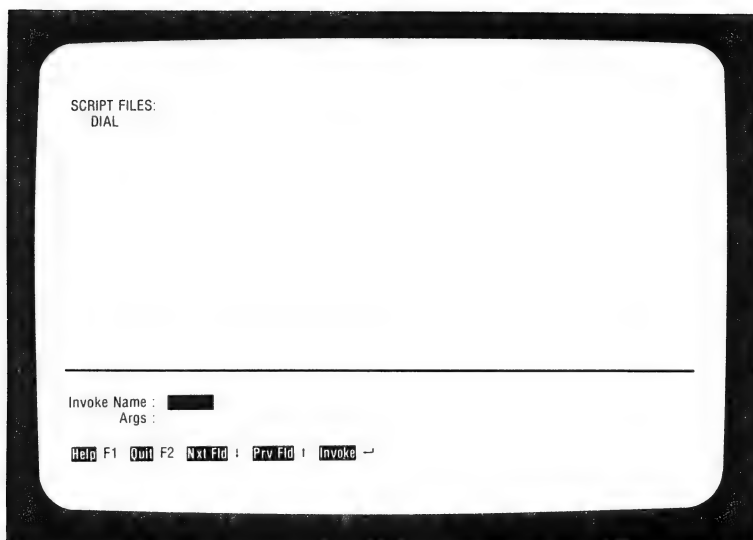 SCRIPT FILES:
DIAL
Invoke Name :
Args :
Help F1 Quit F2 Nxt Fld ↓ Prv Fld ↑ Invoke ↵